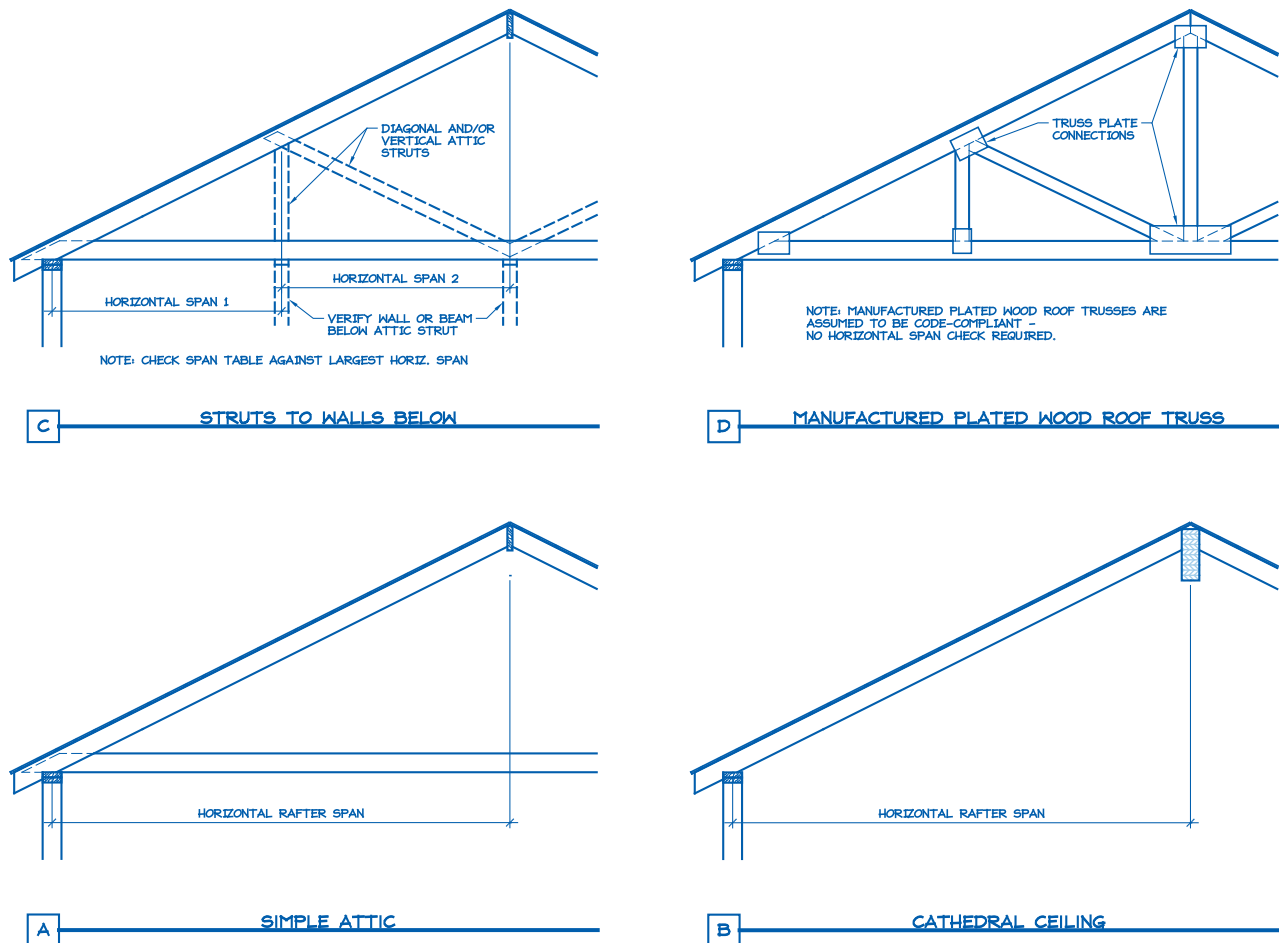 DIAGONAL AND/OR
VERTICAL ATTIC
STRUTS
HORIZONTAL SPAN 2
HORIZONTAL SPAN 1
VERIFY WALL OR BEAM
BELOW ATTIC STRUT
NOTE: CHECK SPAN TABLE AGAINST LARGEST HORIZ. SPAN
C
STRUTS TO WALLS BELOW
TRUSS PLATE
CONNECTIONS
NOTE: MANUFACTURED PLATED WOOD ROOF TRUSSES ARE
ASSUMED TO BE CODE-COMPLIANT -
NO HORIZONTAL SPAN CHECK REQUIRED.
D
MANUFACTURED PLATED WOOD ROOF TRUSS
HORIZONTAL RAFTER SPAN
A
SIMPLE ATTIC
HORIZONTAL RAFTER SPAN
B
CATHEDRAL CEILING